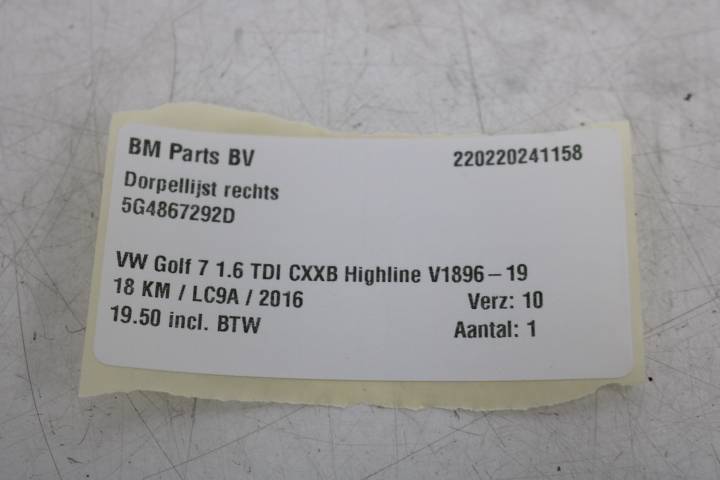 BM Parts BV 220220241158
Dorpellijst rechts
5G4867292D
VW Golf 7 1.6 TDI CXXB Highline V1896-19
18 KM / LC9A / 2016 Verz: 10
19.50 incl. BTW Aantal: 1